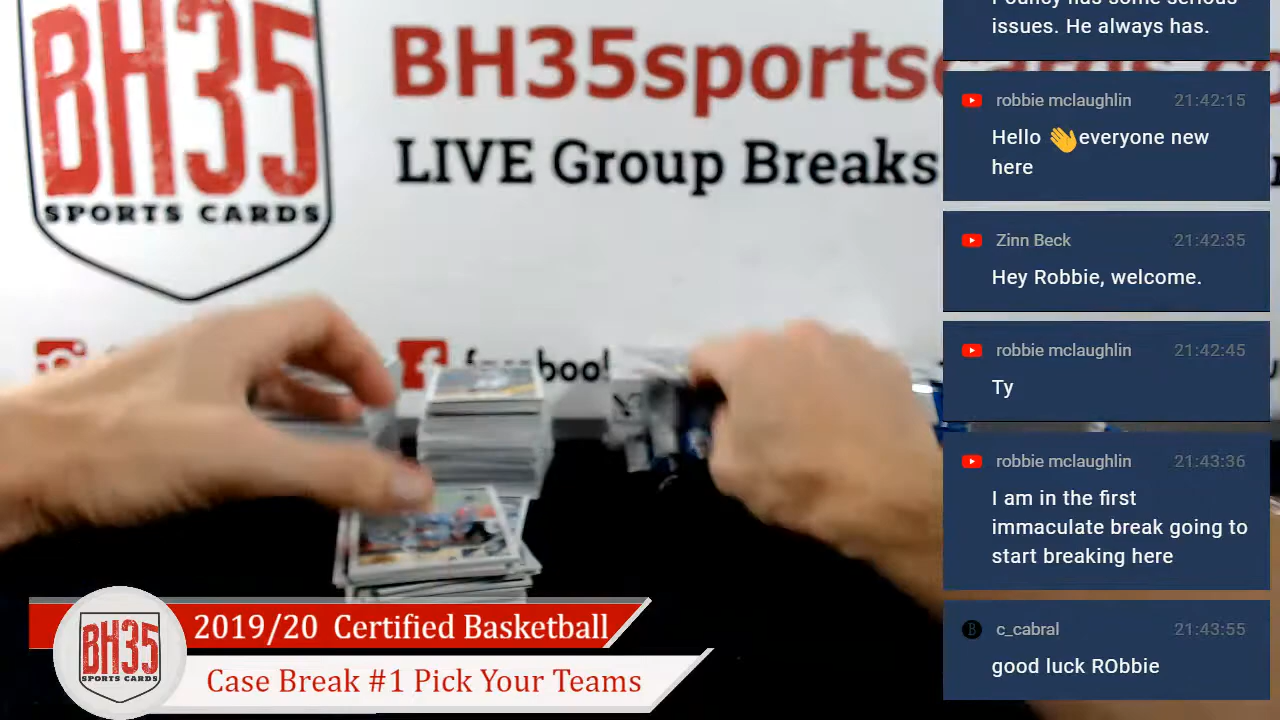 BH35
SPORTS CARDS
BH35sports
LIVE Group Breaks
issues. He always has.
robbie mclaughlin 21:42:15
Hello 👋everyone new
here
Zinn Beck 21:42:35
Hey Robbie, welcome.
robbie mclaughlin 21:42:45
Ty
robbie mclaughlin 21:43:36
I am in the first
immaculate break going to
start breaking here
c_cabral 21:43:55
good luck RObbie
BH35
SPORTS CARDS
2019/20 Certified Basketball
Case Break #1 Pick Your Teams